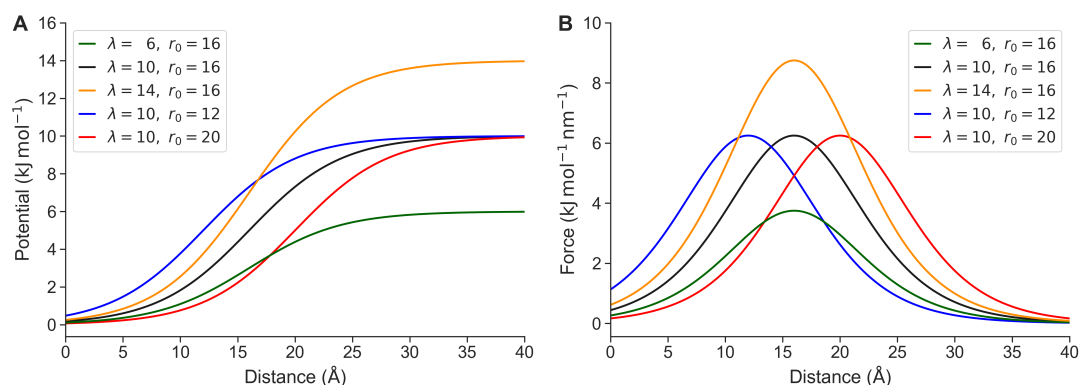 A
16
14
12
10
8
6
4
2
0
Potential (kJ mol⁻¹)
λ = 6, r₀ = 16
λ = 10, r₀ = 16
λ = 14, r₀ = 16
λ = 10, r₀ = 12
λ = 10, r₀ = 20
0 5 10 15 20 25 30 35 40
Distance (Å)
B
10
8
6
4
2
0
Force (kJ mol⁻¹ nm⁻¹)
λ = 6, r₀ = 16
λ = 10, r₀ = 16
λ = 14, r₀ = 16
λ = 10, r₀ = 12
λ = 10, r₀ = 20
0 5 10 15 20 25 30 35 40
Distance (Å)